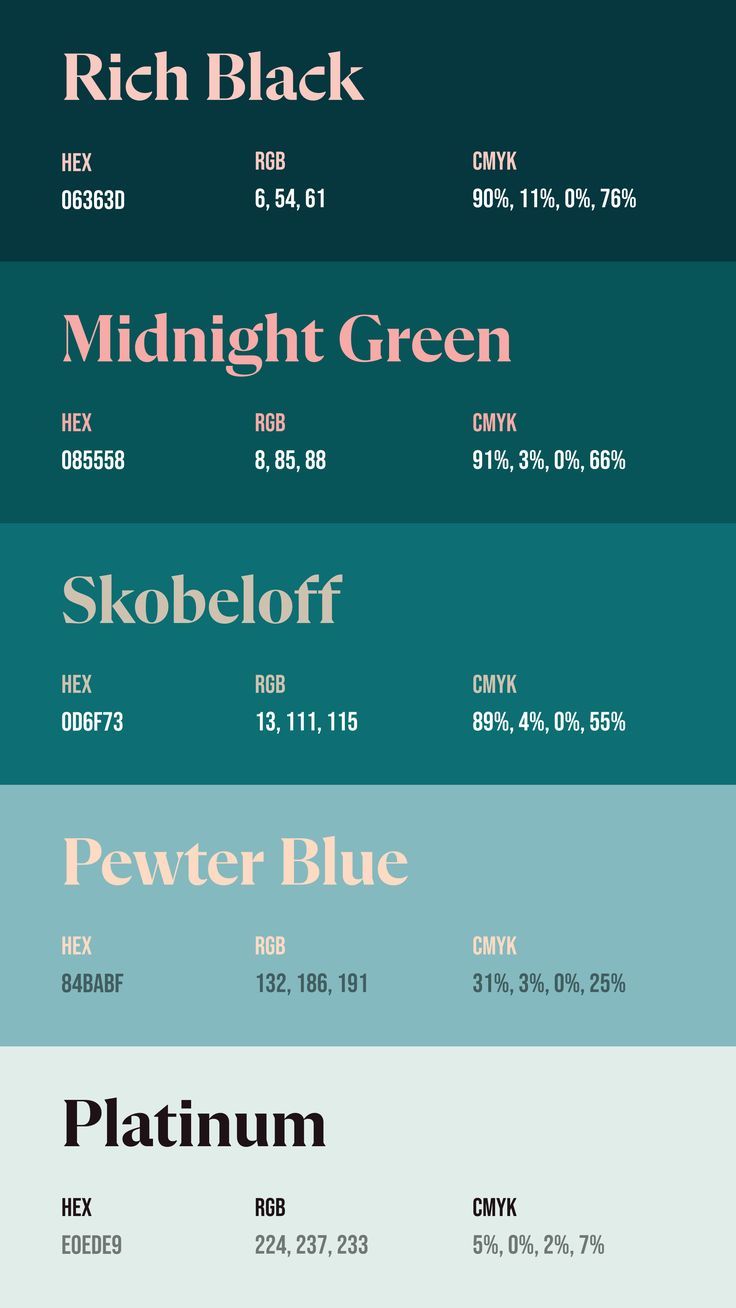 Rich Black
HEX RGB CMYK
06363D 6, 54, 61 90%, 11%, 0%, 76%
Midnight Green
HEX RGB CMYK
085558 8, 85, 88 91%, 3%, 0%, 66%
Skobeloff
HEX RGB CMYK
0D6F73 13, 111, 115 89%, 4%, 0%, 55%
Pewter Blue
HEX RGB CMYK
84BABF 132, 186, 191 31%, 3%, 0%, 25%
Platinum
HEX RGB CMYK
E0EDE9 224, 237, 233 5%, 0%, 2%, 7%